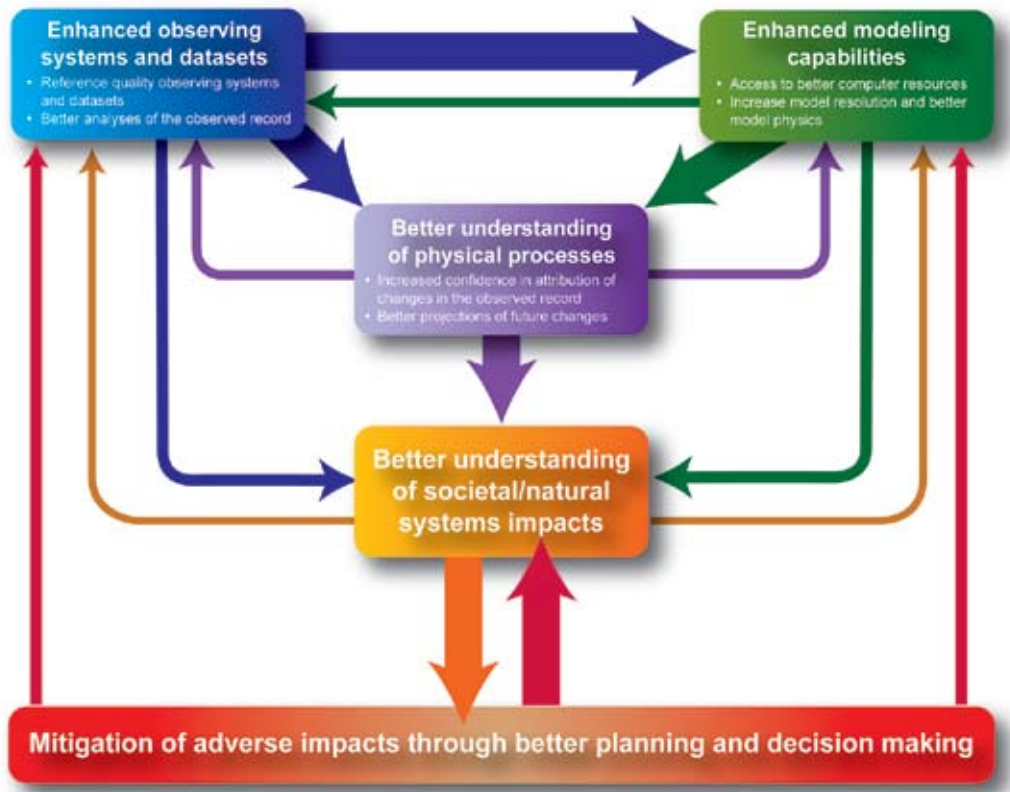 Enhanced observing
systems and datasets
• Reference quality observing systems
and datasets
• Better analyses of the observed record
Enhanced modeling
capabilities
• Access to better computer resources
• Increase model resolution and better
model physics
Better understanding
of physical processes
• Increased confidence in attribution of
changes in the observed record
• Better projections of future changes
Better understanding
of societal/natural
systems impacts
Mitigation of adverse impacts through better planning and decision making